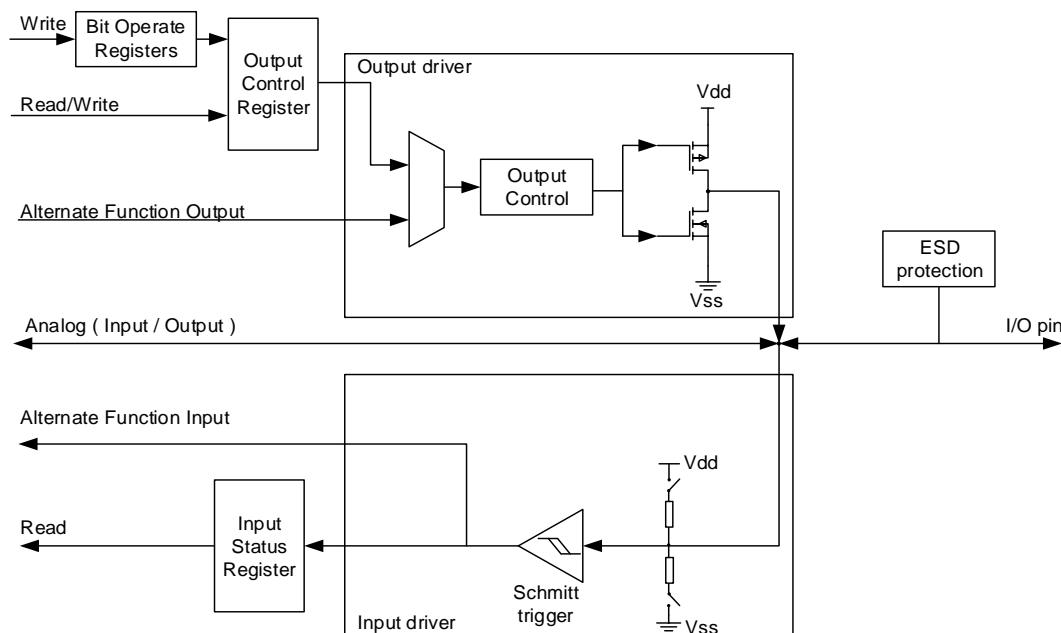 Write
Bit Operate
Registers
Output
Control
Register
Read/Write
Output driver
Vdd
Output
Control
Alternate Function Output
Vss
ESD
protection
Analog ( Input / Output )
I/O pin
Alternate Function Input
Vdd
Read
Input
Status
Register
Schmitt
trigger
Vss
Input driver